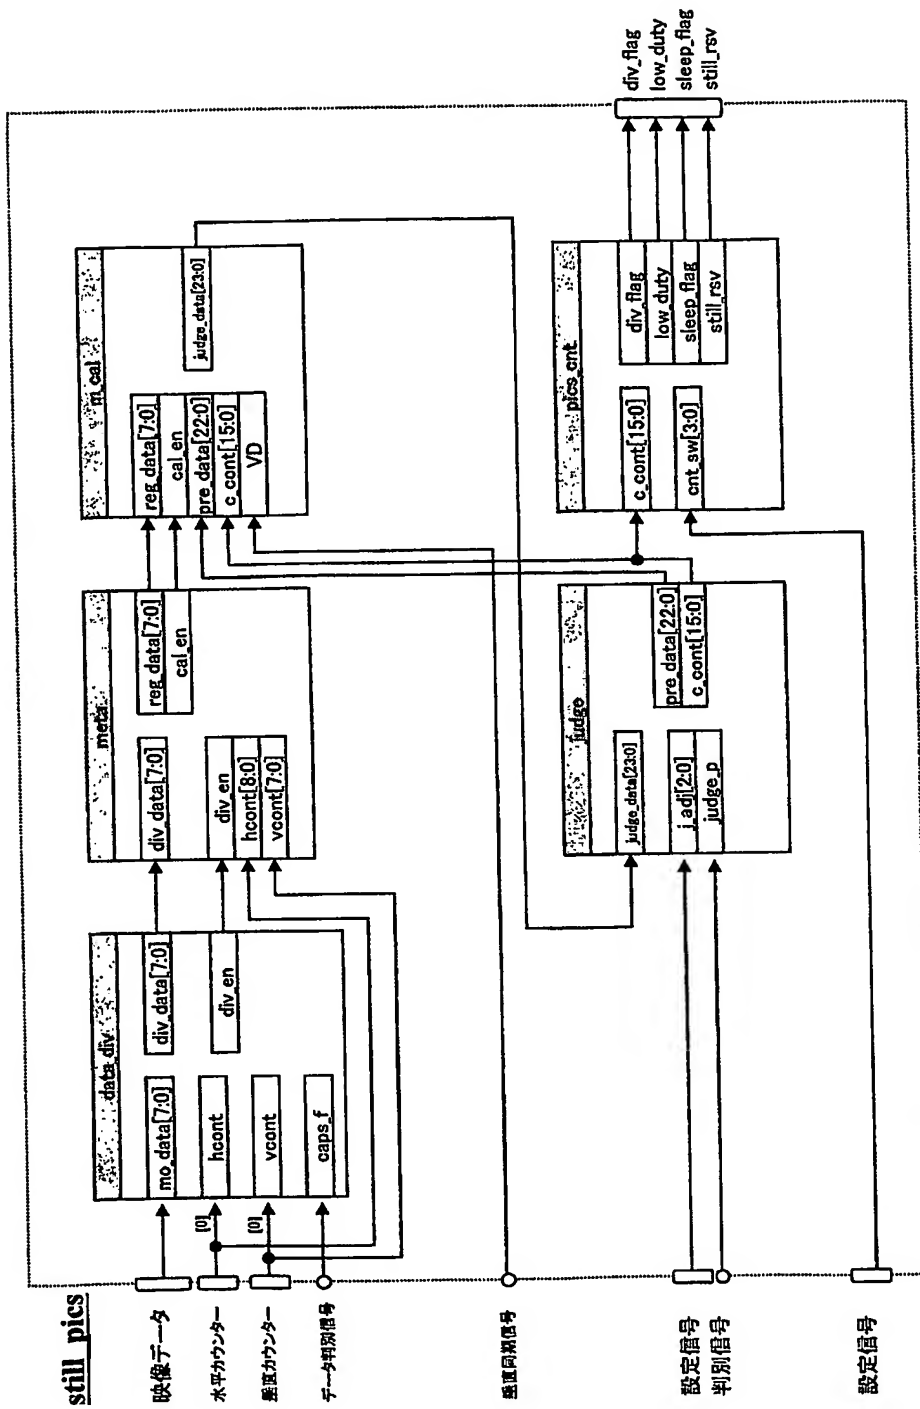 still pics
映像データ
水平カウンター
垂直カウンター
データ判別信号
垂直同期信号
設定信号
判別信号
設定信号
[0]
[0]
data_div
mo_data[7:0]
hcont
vcont
caps_f
div_data[7:0]
div_en
meta
div_data[7:0]
div_en
hcont[8:0]
vcont[7:0]
reg_data[7:0]
cal_en
m_cal
reg_data[7:0]
cal_en
pre_data[22:0]
c_cont[15:0]
VD
judge_data[23:0]
judge
judge_data[23:0]
j_adj[2:0]
judge_p
pre_data[22:0]
c_cont[15:0]
pics_cnt
c_cont[15:0]
cnt_sw[3:0]
div_flag
low_duty
sleep_flag
still_rsv
div_flag
low_duty
sleep_flag
still_rsv